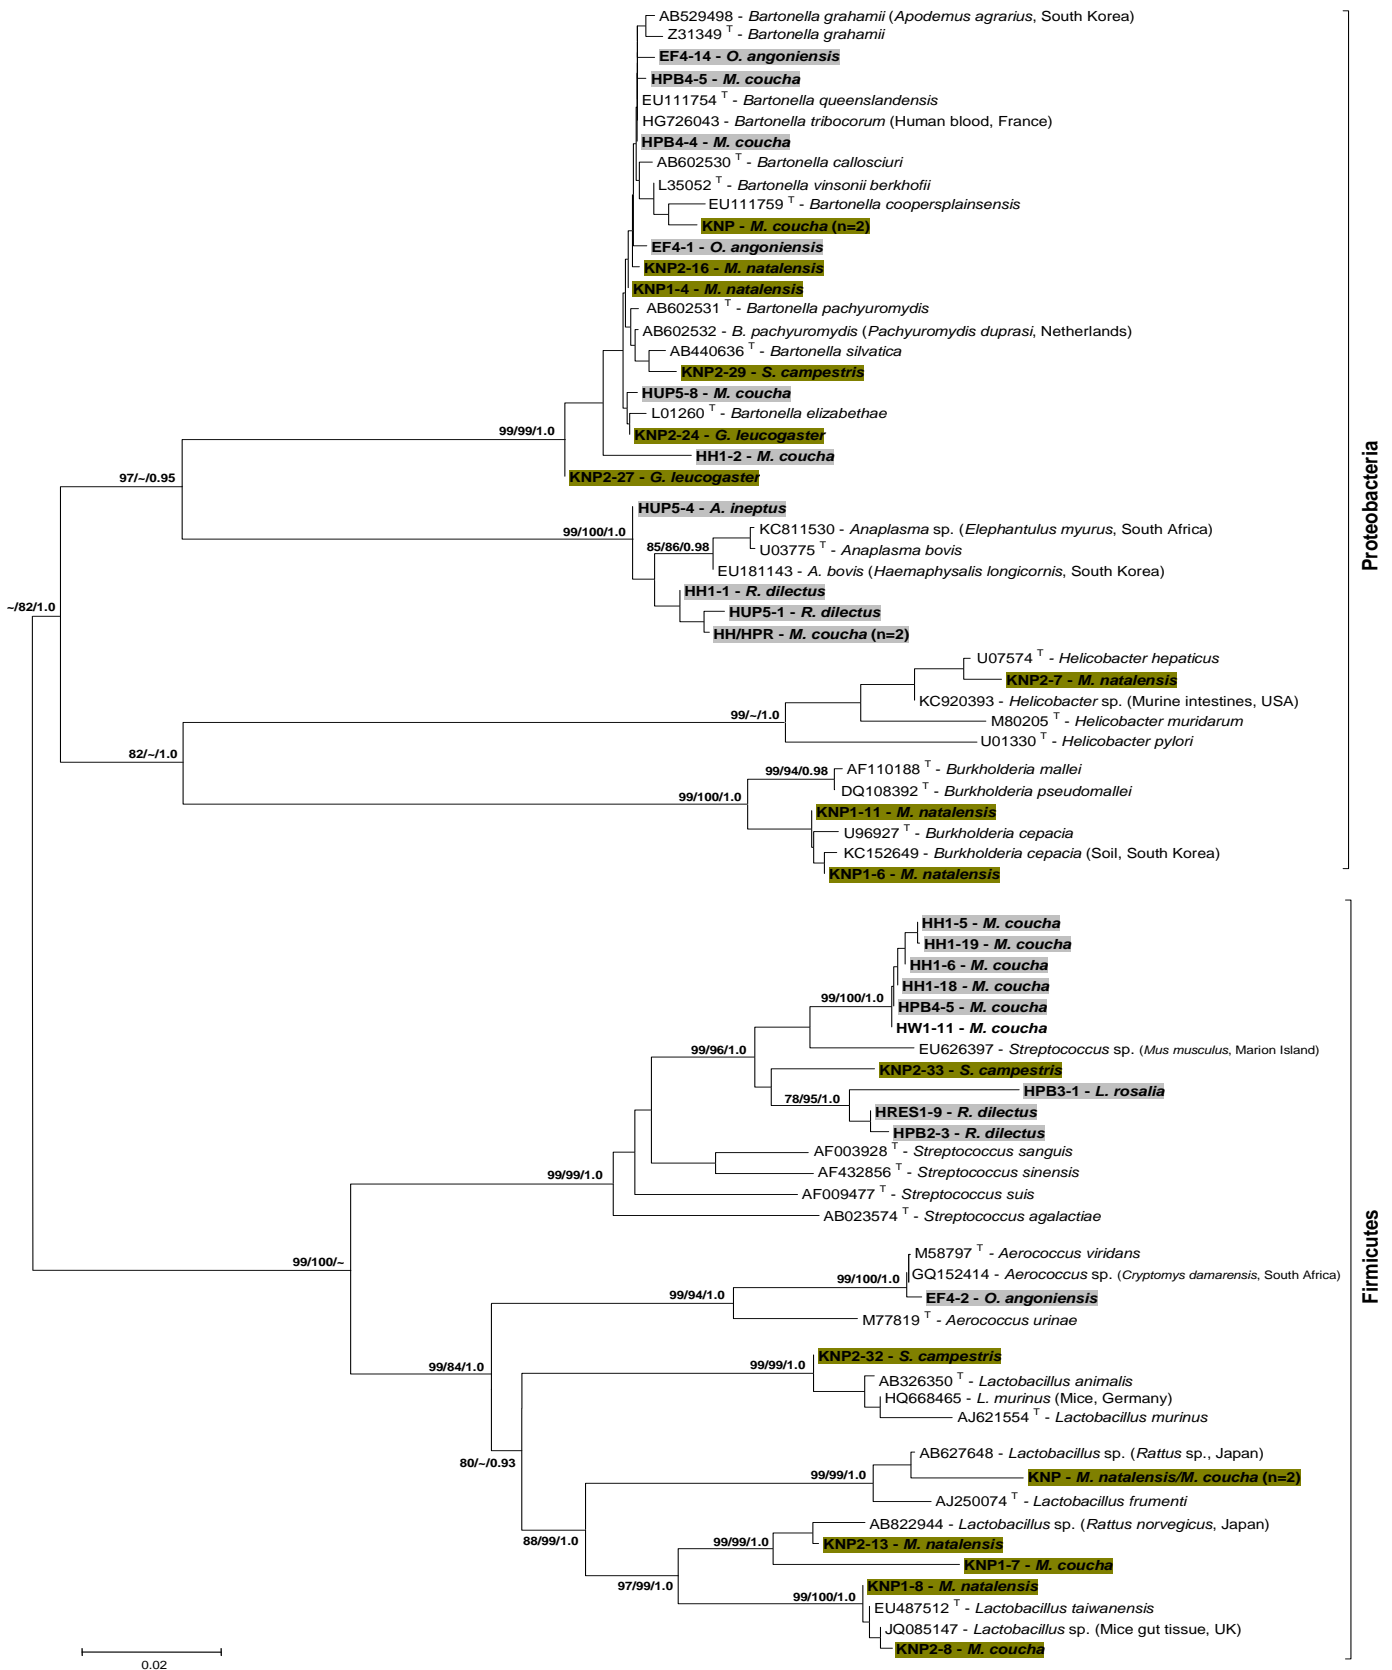 AB529498 - Bartonella grahamii (Apodemus agrarius, South Korea)
Z31349 T - Bartonella grahamii
EF4-14 - O. angoniensis
HPB4-5 - M. coucha
EU111754 T - Bartonella queenslandensis
HG726043 - Bartonella tribocorum (Human blood, France)
HPB4-4 - M. coucha
AB602530 T - Bartonella callosciuri
L35052 T - Bartonella vinsonii berkhofii
EU111759 T - Bartonella coopersplainsensis
KNP - M. coucha (n=2)
EF4-1 - O. angoniensis
KNP2-16 - M. natalensis
KNP1-4 - M. natalensis
AB602531 T - Bartonella pachyuromydis
AB602532 - B. pachyuromydis (Pachyuromydis duprasi, Netherlands)
AB440636 T - Bartonella silvatica
KNP2-29 - S. campestris
HUP5-8 - M. coucha
L01260 T - Bartonella elizabethae
99/99/1.0
KNP2-24 - G. leucogaster
HH1-2 - M. coucha
97/~/0.95
KNP2-27 - G. leucogaster
Proteobacteria
HUP5-4 - A. ineptus
99/100/1.0
KC811530 - Anaplasma sp. (Elephantulus myurus, South Africa)
85/86/0.98
U03775 T - Anaplasma bovis
EU181143 - A. bovis (Haemaphysalis longicornis, South Korea)
HH1-1 - R. dilectus
~/82/1.0
HUP5-1 - R. dilectus
HH/HPR - M. coucha (n=2)
U07574 T - Helicobacter hepaticus
KNP2-7 - M. natalensis
KC920393 - Helicobacter sp. (Murine intestines, USA)
99/~/1.0
M80205 T - Helicobacter muridarum
U01330 T - Helicobacter pylori
82/~/1.0
99/94/0.98
AF110188 T - Burkholderia mallei
DQ108392 T - Burkholderia pseudomallei
99/100/1.0
KNP1-11 - M. natalensis
U96927 T - Burkholderia cepacia
KC152649 - Burkholderia cepacia (Soil, South Korea)
KNP1-6 - M. natalensis
HH1-5 - M. coucha
HH1-19 - M. coucha
HH1-6 - M. coucha
HH1-18 - M. coucha
99/100/1.0
HPB4-5 - M. coucha
HW1-11 - M. coucha
EU626397 - Streptococcus sp. (Mus musculus, Marion Island)
99/96/1.0
KNP2-33 - S. campestris
HPB3-1 - L. rosalia
78/95/1.0
HRES1-9 - R. dilectus
HPB2-3 - R. dilectus
AF003928 T - Streptococcus sanguis
99/99/1.0
AF432856 T - Streptococcus sinensis
AF009477 T - Streptococcus suis
AB023574 T - Streptococcus agalactiae
Firmicutes
99/100/~
M58797 T - Aerococcus viridans
99/100/1.0
GQ152414 - Aerococcus sp. (Cryptomys damarensis, South Africa)
99/94/1.0
EF4-2 - O. angoniensis
M77819 T - Aerococcus urinae
KNP2-32 - S. campestris
99/84/1.0
99/99/1.0
AB326350 T - Lactobacillus animalis
HQ668465 - L. murinus (Mice, Germany)
AJ621554 T - Lactobacillus murinus
80/~/0.93
AB627648 - Lactobacillus sp. (Rattus sp., Japan)
99/99/1.0
KNP - M. natalensis/M. coucha (n=2)
AJ250074 T - Lactobacillus frumenti
AB822944 - Lactobacillus sp. (Rattus norvegicus, Japan)
88/99/1.0
99/99/1.0
KNP2-13 - M. natalensis
KNP1-7 - M. coucha
97/99/1.0
KNP1-8 - M. natalensis
99/100/1.0
EU487512 T - Lactobacillus taiwanensis
JQ085147 - Lactobacillus sp. (Mice gut tissue, UK)
KNP2-8 - M. coucha
0.02